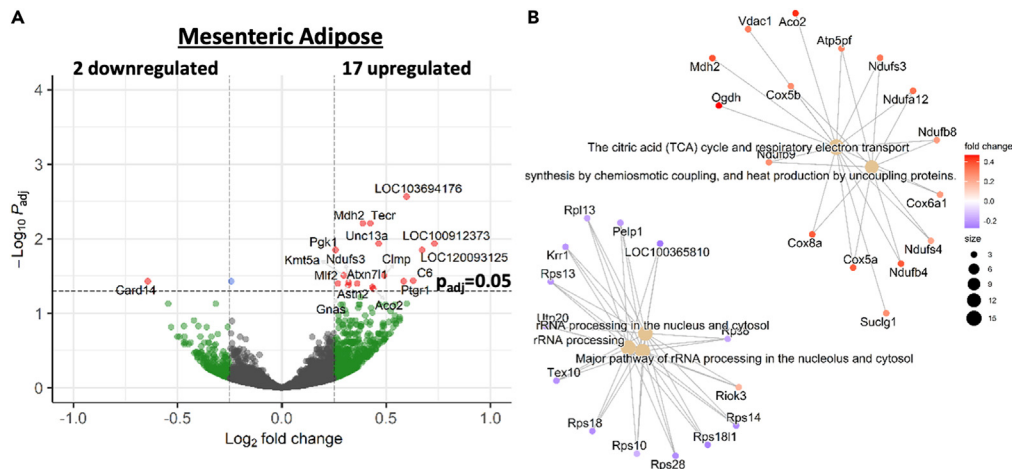 A
Mesenteric Adipose
2 downregulated
17 upregulated
4
3
2
1
0
−Log10 Padj
LOC103694176
Mdh2
Tecr
Unc13a
LOC100912373
Pgk1
Kmt5a
Ndufs3
Clmp
LOC120093125
Mlf2
Atxn7l1
C6
Card14
Astn2
Ptgr1
padj=0.05
Gnas
Aco2
-1.0
-0.5
0.0
0.5
1.0
Log2 fold change
B
Vdac1
Aco2
Atp5pf
Mdh2
Ndufs3
Ogdh
Cox5b
Ndufa12
Ndufb8
The citric acid (TCA) cycle and respiratory electron transport
Ndufb9
synthesis by chemiosmotic coupling, and heat production by uncoupling proteins.
Cox6a1
Cox8a
Ndufs4
Cox5a
Ndufb4
Suclg1
Rpl13
Pelp1
Krr1
LOC100365810
Rps13
Utp20
rRNA processing in the nucleus and cytosol
rRNA processing
Major pathway of rRNA processing in the nucleolus and cytosol
Tex10
Riok3
Rps18
Rps14
Rps10
Rps18l1
Rps28
fold change
0.4
0.2
0.0
-0.2
size
3
6
9
12
15